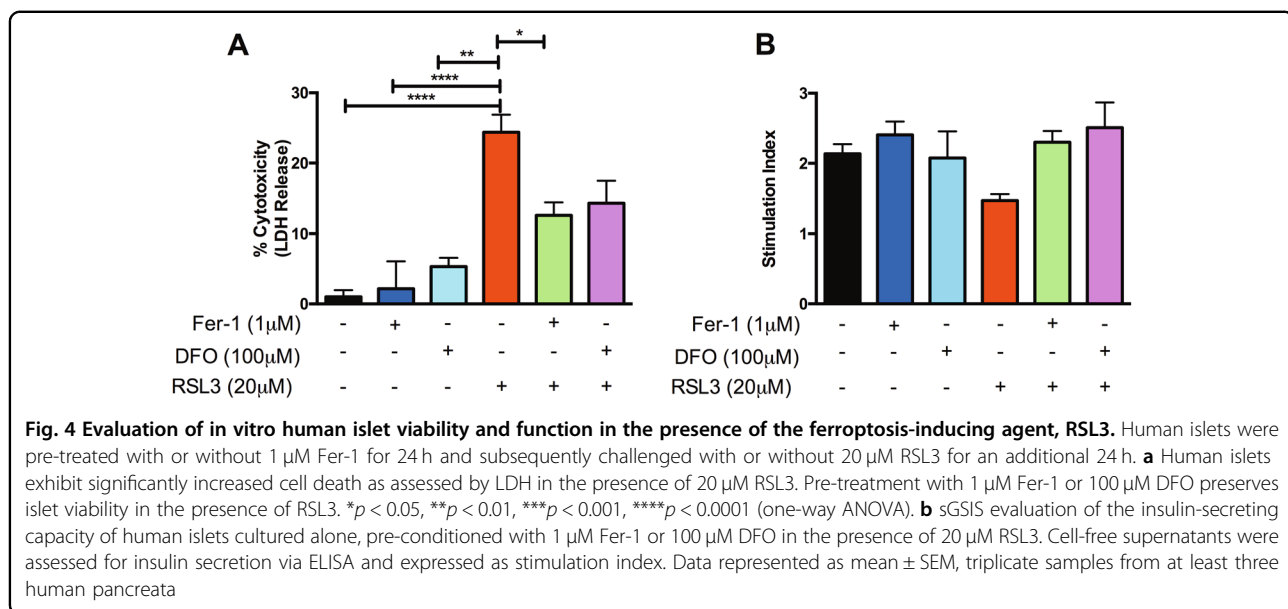 A
B
*
**
****
****
30
20
10
0
% Cytotoxicity
(LDH Release)
Fer-1 (1µM) - + - - + -
DFO (100µM) - - + - - +
RSL3 (20µM) - - - + + +
3
2
1
0
Stimulation Index
Fer-1 (1µM) - + - - + -
DFO (100µM) - - + - - +
RSL3 (20µM) - - - + + +
Fig. 4 Evaluation of in vitro human islet viability and function in the presence of the ferroptosis-inducing agent, RSL3. Human islets were
pre-treated with or without 1 µM Fer-1 for 24 h and subsequently challenged with or without 20 µM RSL3 for an additional 24 h. a Human islets
exhibit significantly increased cell death as assessed by LDH in the presence of 20 µM RSL3. Pre-treatment with 1 µM Fer-1 or 100 µM DFO preserves
islet viability in the presence of RSL3. *p < 0.05, **p < 0.01, ***p < 0.001, ****p < 0.0001 (one-way ANOVA). b sGSIS evaluation of the insulin-secreting
capacity of human islets cultured alone, pre-conditioned with 1 µM Fer-1 or 100 µM DFO in the presence of 20 µM RSL3. Cell-free supernatants were
assessed for insulin secretion via ELISA and expressed as stimulation index. Data represented as mean ± SEM, triplicate samples from at least three
human pancreata